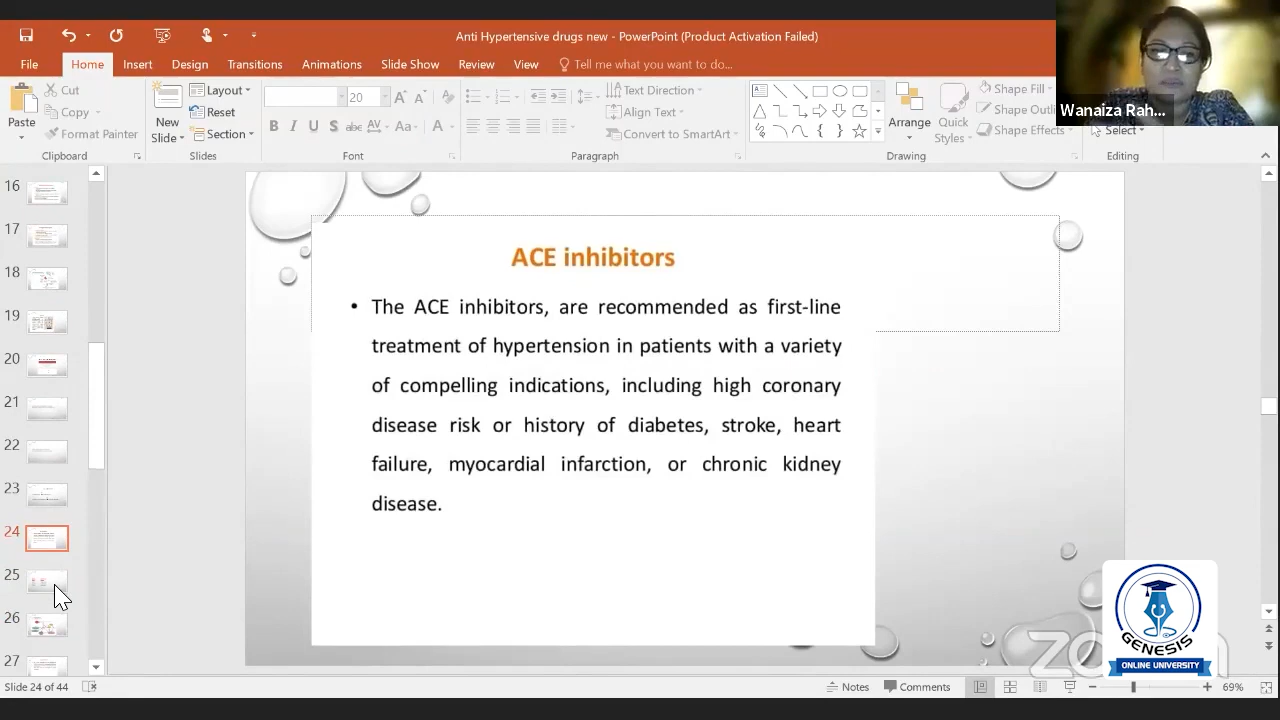 Anti Hypertensive drugs new - PowerPoint (Product Activation Failed)
File Home Insert Design Transitions Animations Slide Show Review View Tell me what you want to do...
Wanaiza Rah...
Paste
Cut
Copy
Format Painter
Clipboard
New
Slide
Layout
Reset
Section
Slides
20
B I U S abc AV Aa A
Font
Text Direction
Align Text
Convert to SmartArt
Paragraph
Arrange
Quick
Styles
Shape Fill
Shape Outli
Shape Effects
Drawing
Select
Editing
16
17
18
19
20
21
22
23
24
25
26
27
ACE inhibitors
• The ACE inhibitors, are recommended as first-line
treatment of hypertension in patients with a variety
of compelling indications, including high coronary
disease risk or history of diabetes, stroke, heart
failure, myocardial infarction, or chronic kidney
disease.
GENESIS
ONLINE UNIVERSITY
Slide 24 of 44
Notes
Comments
69%